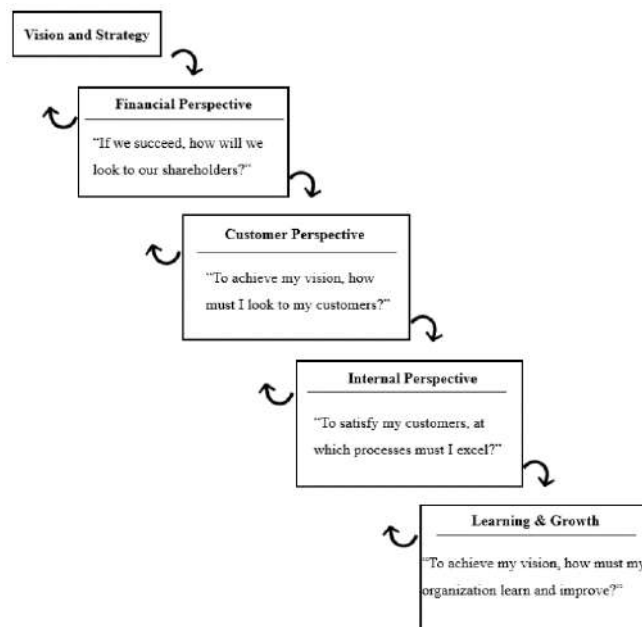 Vision and Strategy
Financial Perspective
“If we succeed, how will we
look to our shareholders?”
Customer Perspective
“To achieve my vision, how
must I look to my customers?”
Internal Perspective
“To satisfy my customers, at
which processes must I excel?”
Learning & Growth
“To achieve my vision, how must my
organization learn and improve?”